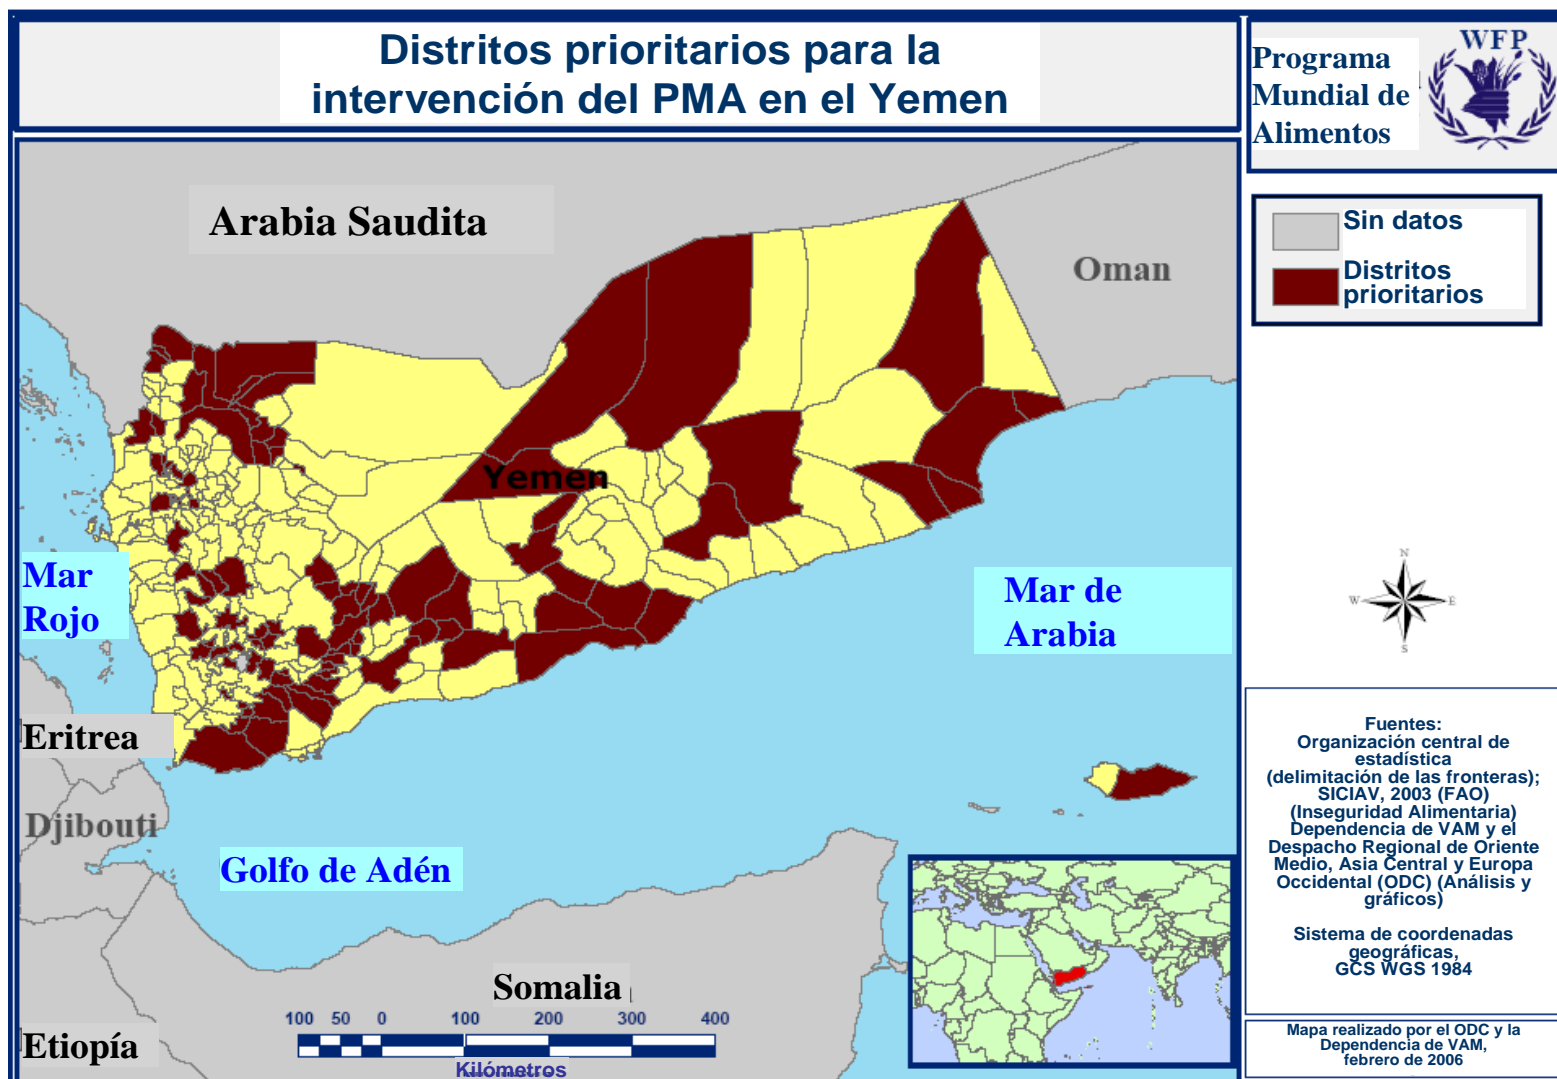 Distritos prioritarios para la
intervención del PMA en el Yemen
Programa
Mundial de
Alimentos
WFP
Sin datos
Distritos
prioritarios
Arabia Saudita
Oman
Yemen
Mar
Rojo
Mar de
Arabia
Eritrea
Djibouti
Golfo de Adén
Somalia
Etiopía
100 50 0 100 200 300 400
Kilómetros
N
W E
S
Fuentes:
Organización central de
estadística
(delimitación de las fronteras);
SICIAV, 2003 (FAO)
(Inseguridad Alimentaria)
Dependencia de VAM y el
Despacho Regional de Oriente
Medio, Asia Central y Europa
Occidental (ODC) (Análisis y
gráficos)
Sistema de coordenadas
geográficas,
GCS WGS 1984
Mapa realizado por el ODC y la
Dependencia de VAM,
febrero de 2006